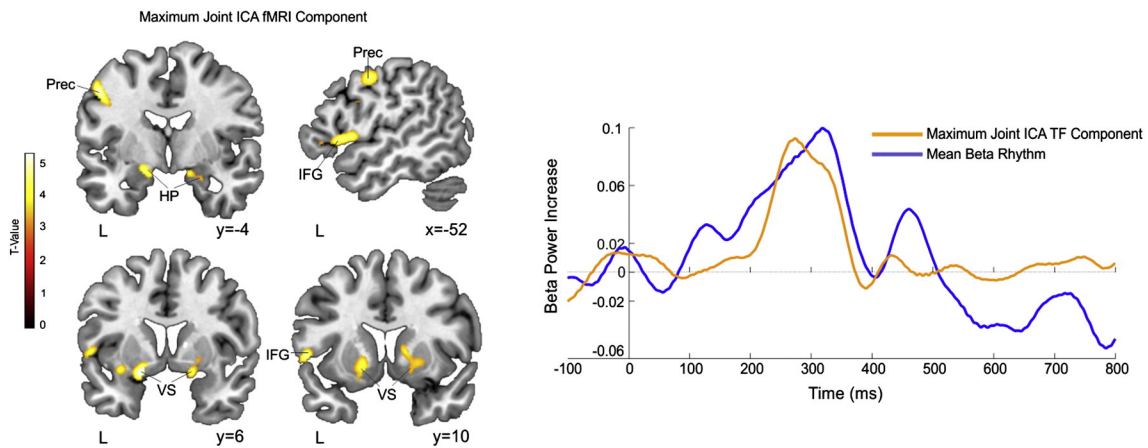 Maximum Joint ICA fMRI Component
Prec
Prec
IFG
HP
L
y=-4
L
x=-52
5
4
3
2
1
0
T-Value
IFG
VS
VS
L
y=6
L
y=10
Maximum Joint ICA TF Component
Mean Beta Rhythm
Beta Power Increase
0.1
0.06
0.02
0
-0.02
-0.06
-100
0
100
200
300
400
500
600
700
800
Time (ms)